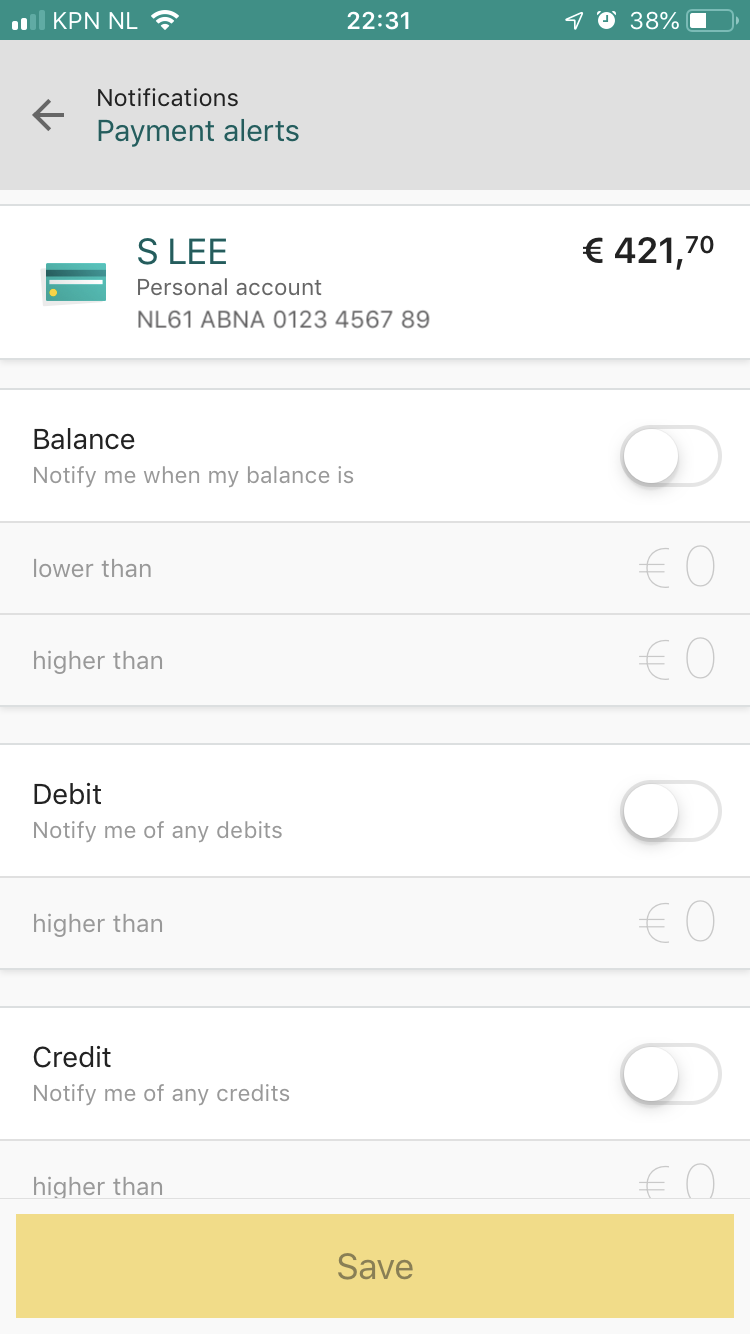 KPN NL 22:31 38%
Notifications
Payment alerts
S LEE € 421,70
Personal account
NL61 ABNA 0123 4567 89
Balance
Notify me when my balance is
lower than € 0
higher than € 0
Debit
Notify me of any debits
higher than € 0
Credit
Notify me of any credits
higher than € 0
Save